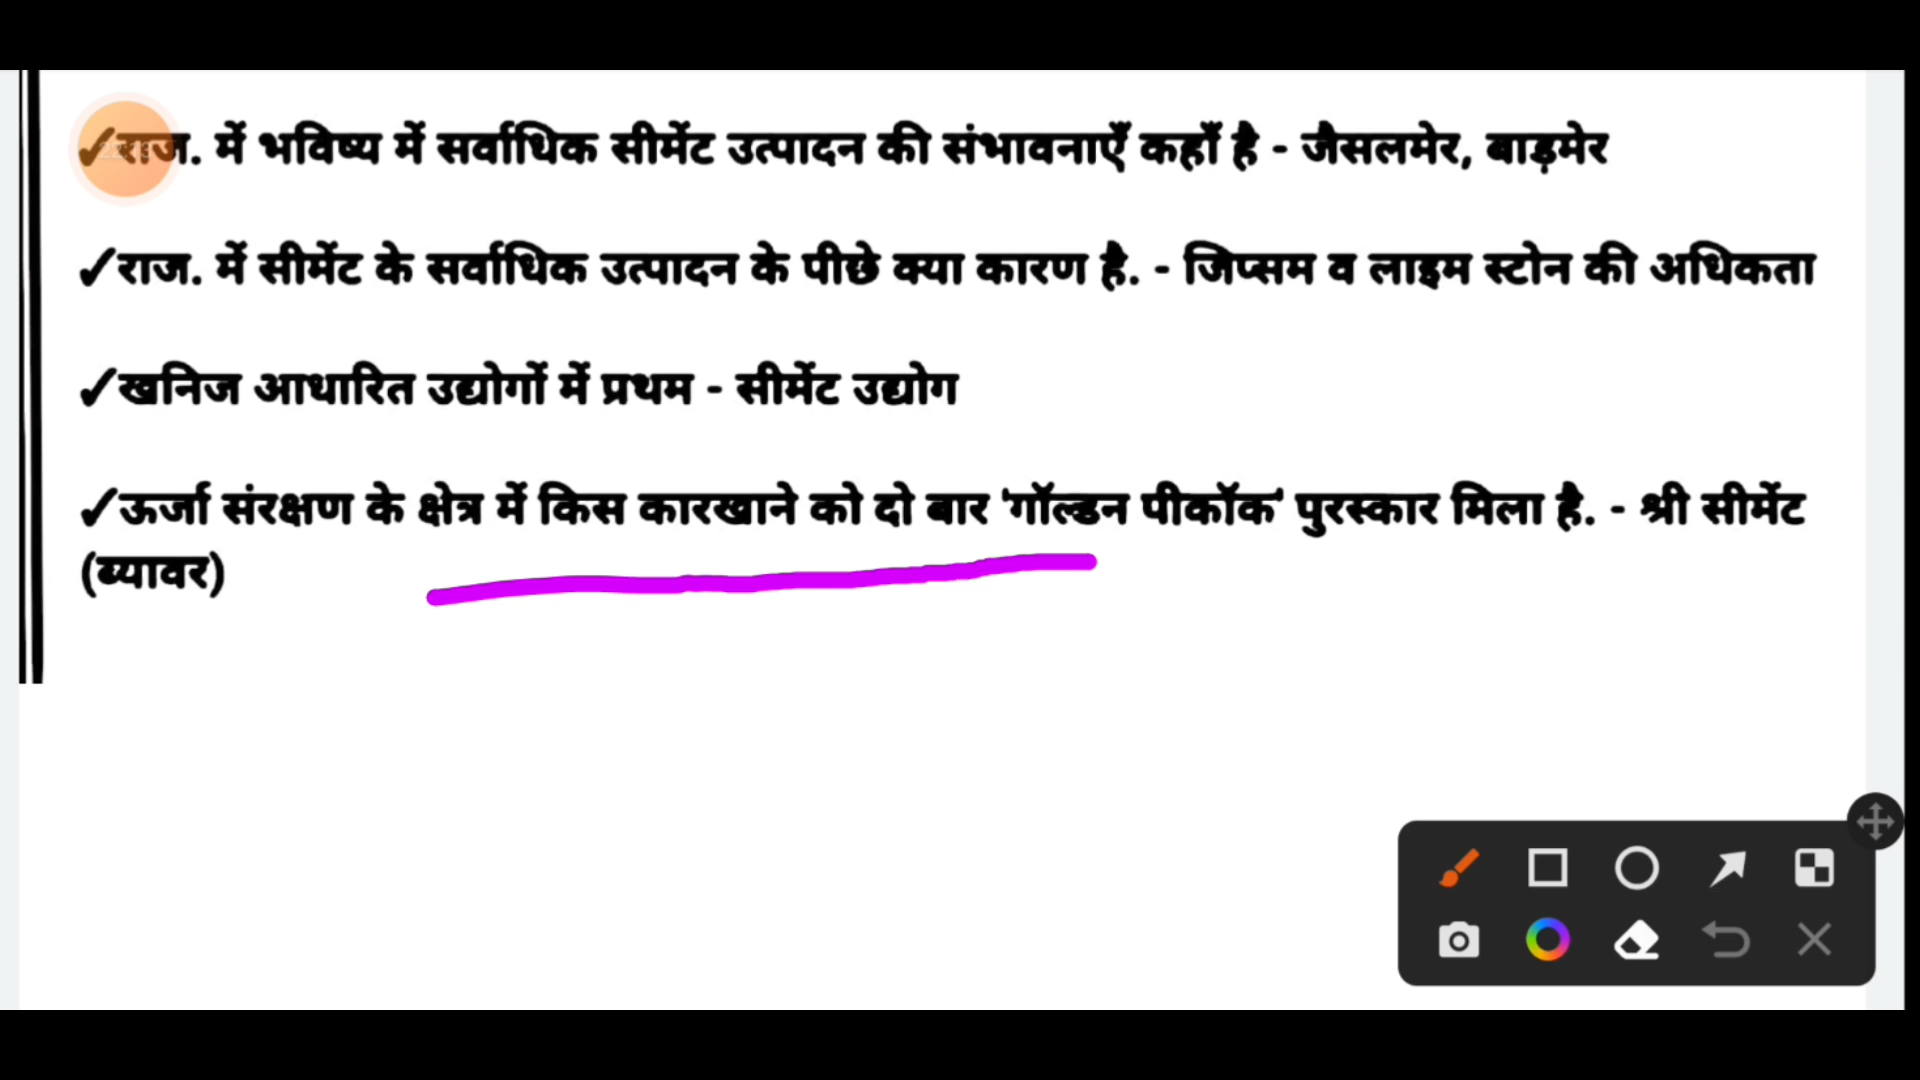 ✓राज. में भविष्य में सर्वाधिक सीमेंट उत्पादन की संभावनाएँ कहाँ है - जैसलमेर, बाड़मेर
✓राज. में सीमेंट के सर्वाधिक उत्पादन के पीछे क्या कारण है. - जिप्सम व लाइम स्टोन की अधिकता
✓खनिज आधारित उद्योगों में प्रथम - सीमेंट उद्योग
✓ऊर्जा संरक्षण के क्षेत्र में किस कारखाने को दो बार 'गॉल्डन पीकॉक' पुरस्कार मिला है. - श्री सीमेंट
(ब्यावर)